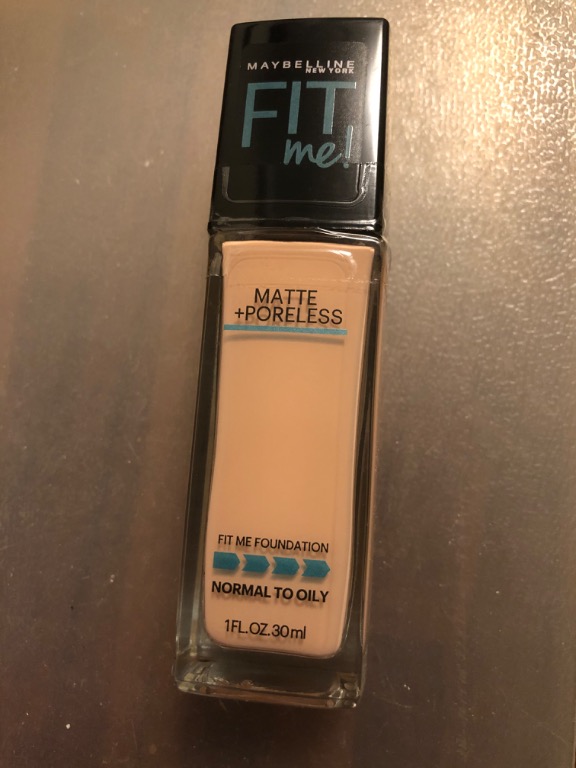 MAYBELLINE
NEW YORK
FIT
me!
MATTE
+PORELESS
FIT ME FOUNDATION
NORMAL TO OILY
1FL.OZ.30ml